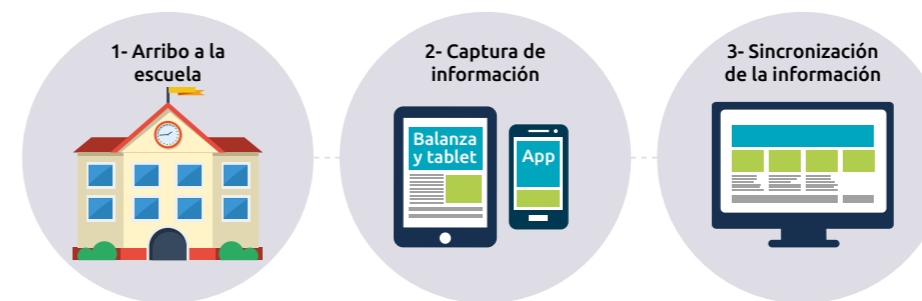 1- Arribo a la
escuela
2- Captura de
información
Balanza
y tablet
App
3- Sincronización
de la información